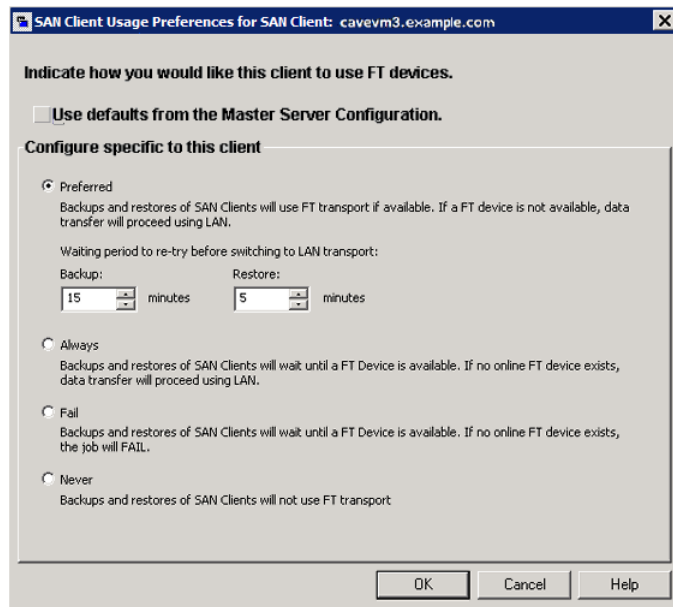 SAN Client Usage Preferences for SAN Client: cavevm3.example.com
Indicate how you would like this client to use FT devices.
Use defaults from the Master Server Configuration.
Configure specific to this client
Preferred
Backups and restores of SAN Clients will use FT transport if available. If a FT device is not available, data
transfer will proceed using LAN.
Waiting period to re-try before switching to LAN transport:
Backup: Restore:
15 minutes 5 minutes
Always
Backups and restores of SAN Clients will wait until a FT Device is available. If no online FT device exists,
data transfer will proceed using LAN.
Fail
Backups and restores of SAN Clients will wait until a FT Device is available. If no online FT device exists,
the job will FAIL.
Never
Backups and restores of SAN Clients will not use FT transport
OK Cancel Help